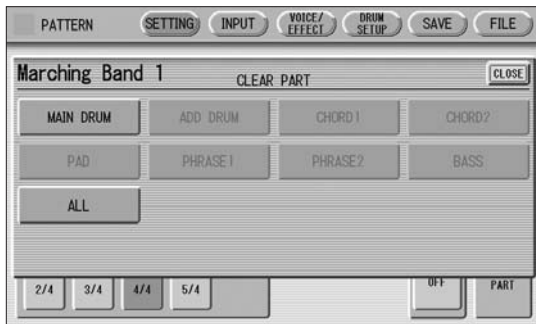 PATTERN SETTING INPUT VOICE/ EFFECT DRUM SETUP SAVE FILE
Marching Band 1 CLEAR PART CLOSE
MAIN DRUM ADD DRUM CHORD1 CHORD2
PAD PHRASE1 PHRASE2 BASS
ALL
2/4 3/4 4/4 5/4 OFF PART